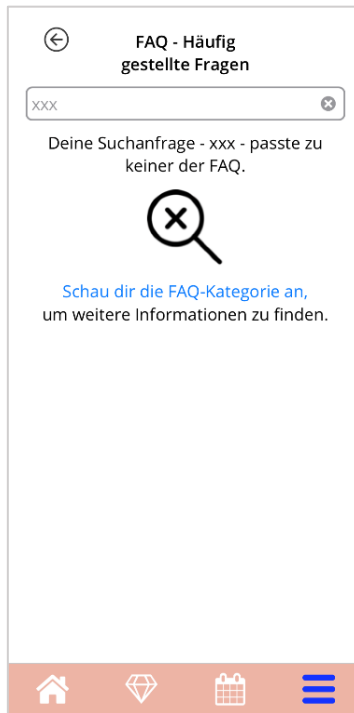 FAQ - Häufig
gestellte Fragen
xxx
Deine Suchanfrage - xxx - passte zu
keiner der FAQ.
Schau dir die FAQ-Kategorie an,
um weitere Informationen zu finden.